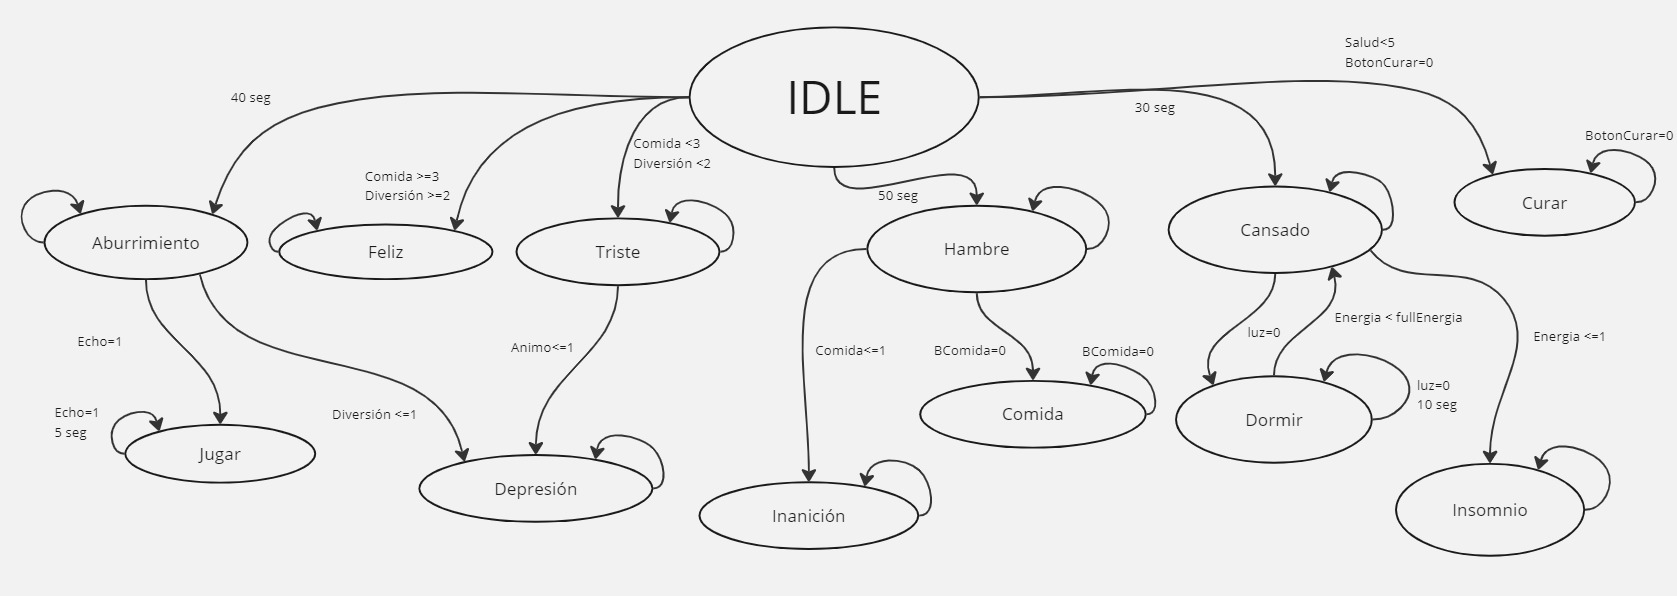 IDLE
Salud<5
BotonCurar=0
40 seg
30 seg
Comida <3
Diversión <2
BotonCurar=0
Comida >=3
Diversión >=2
50 seg
Curar
Aburrimiento
Feliz
Triste
Hambre
Cansado
Echo=1
Animo<=1
Comida<=1
BComida=0
BComida=0
luz=0
Energia < fullEnergia
Energia <=1
Echo=1
5 seg
Diversión <=1
Comida
Dormir
luz=0
10 seg
Jugar
Depresión
Inanición
Insomnio